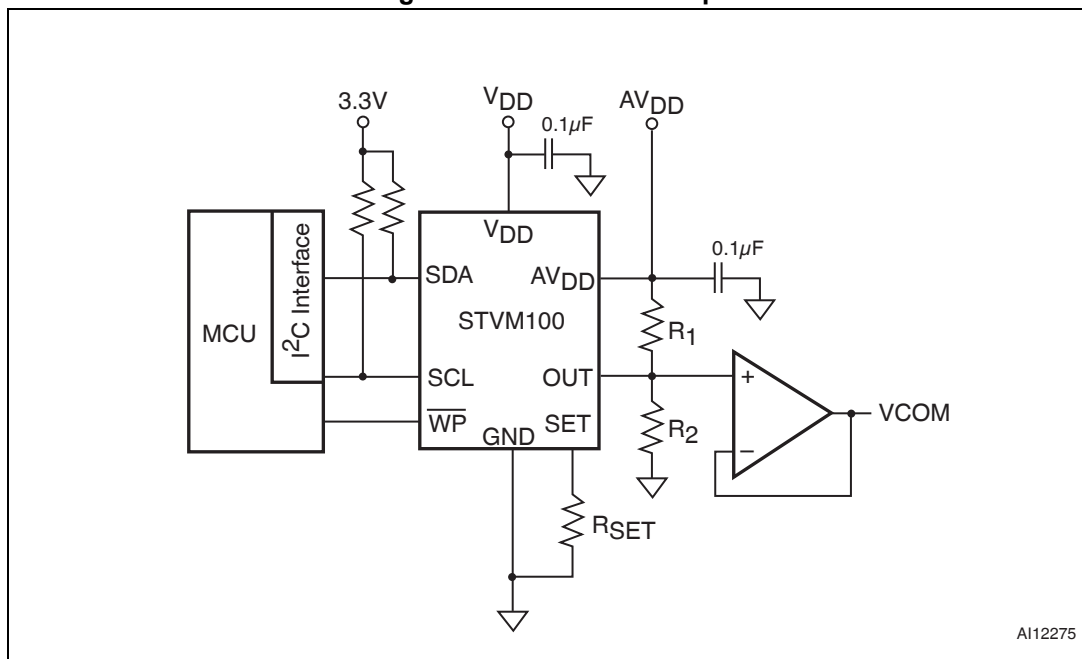 3.3V
VDD
AVDD
0.1µF
VDD
0.1µF
MCU
I2C Interface
SDA
AVDD
STVM100
R1
SCL
OUT
WP
SET
GND
R2
VCOM
RSET
AI12275